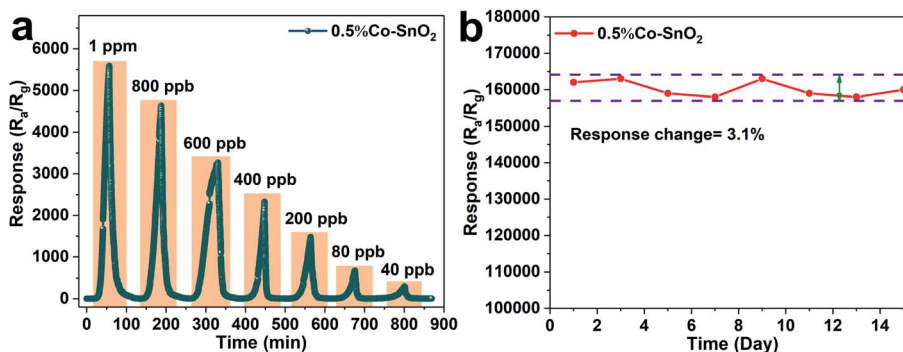 a
0.5%Co-SnO₂
1 ppm
800 ppb
600 ppb
400 ppb
200 ppb
80 ppb
40 ppb
Response (Rₐ/R_g)
6000
5000
4000
3000
2000
1000
0
0 100 200 300 400 500 600 700 800 900
Time (min)
b
0.5%Co-SnO₂
Response change= 3.1%
Response (Rₐ/R_g)
180000
170000
160000
150000
140000
130000
120000
110000
100000
0 2 4 6 8 10 12 14
Time (Day)